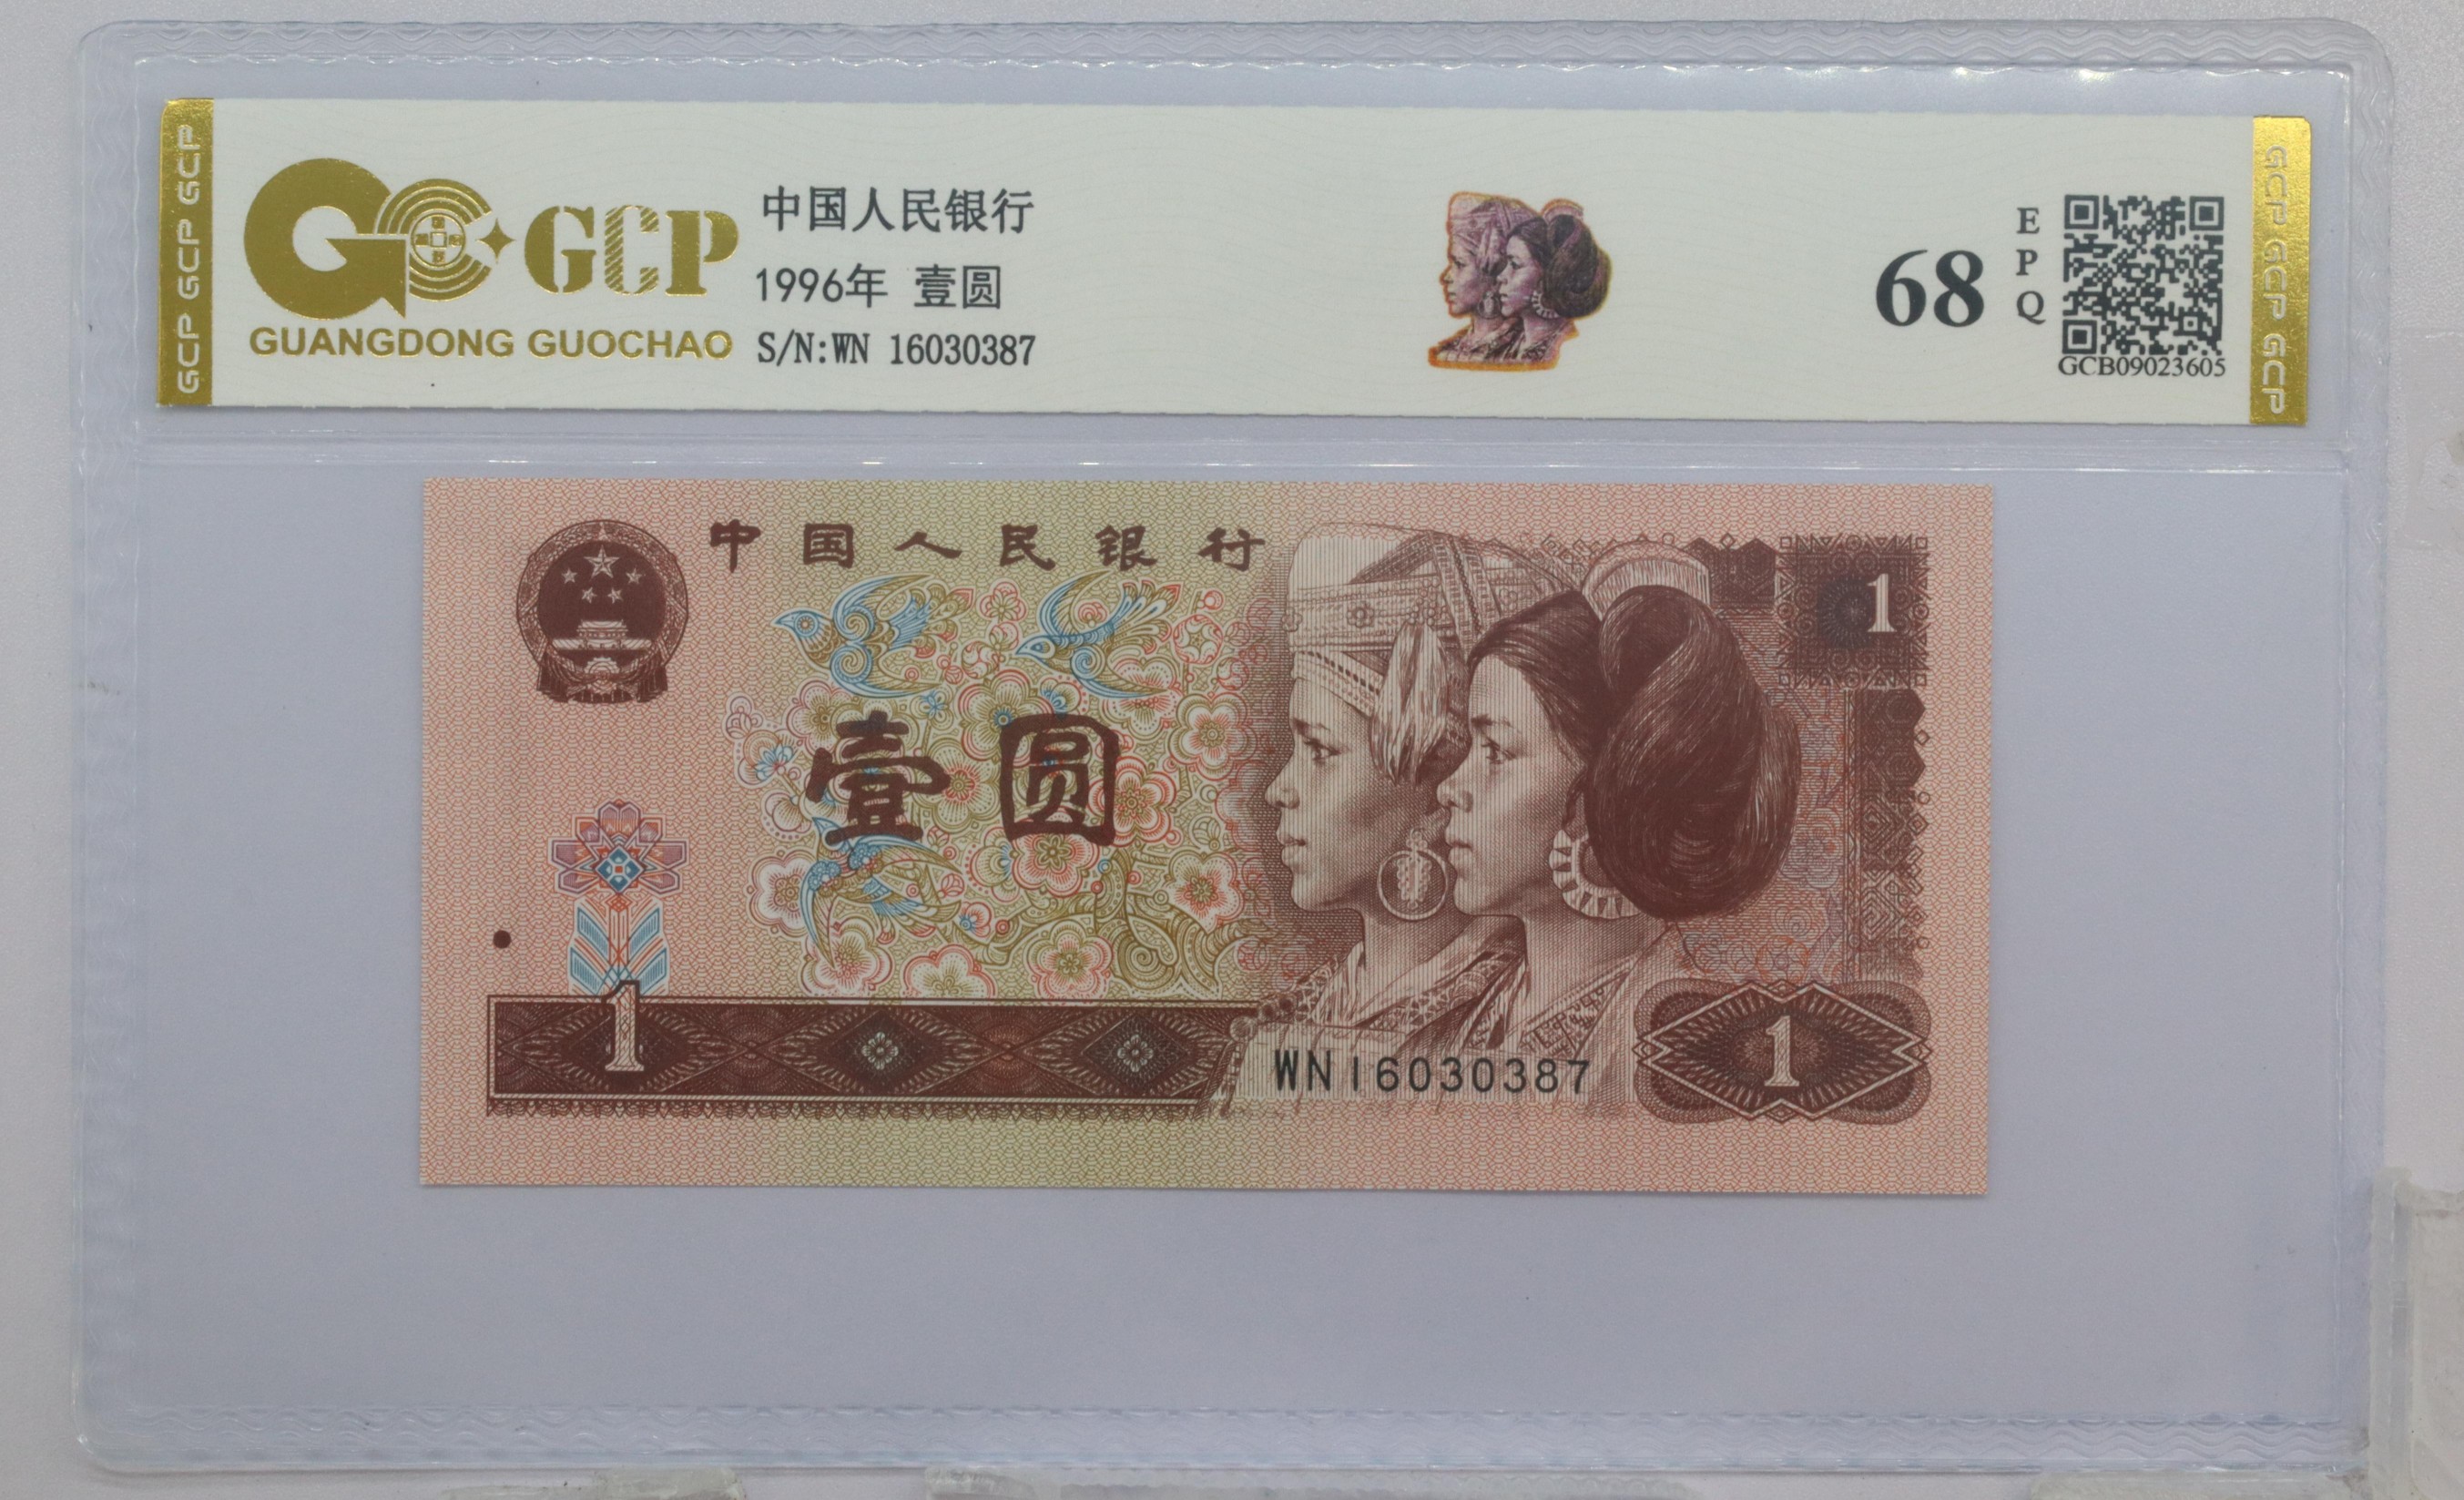 GCP GCP GCP
GCP
GUANGDONG GUOCHAO
中国人民银行
1996年 壹圆
S/N:WN 16030387
68
EPQ
GCB09023605
GCP GCP GCP
中国人民银行
1
壹圆
1
WN16030387
1